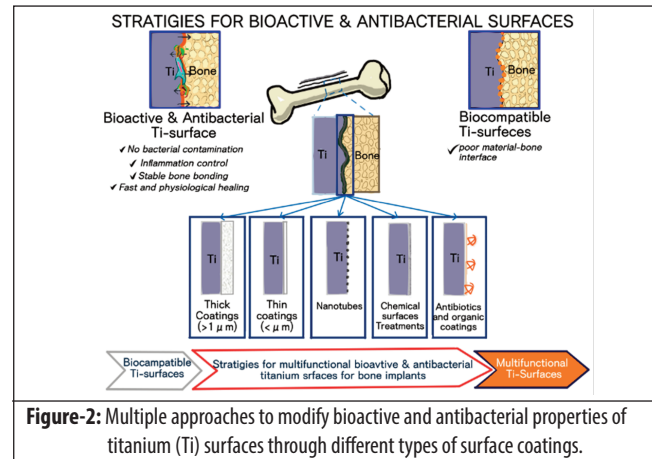 STRATIGIES FOR BIOACTIVE & ANTIBACTERIAL SURFACES
Ti
Bone
Bioactive & Antibacterial
Ti-surface
✓ No bacterial contamination
✓ Inflammation control
✓ Stable bone bonding
✓ Fast and physiological healing
Ti
Bone
Ti
Bone
Biocompatible
Ti-surfeces
✓ poor material-bone
interface
Ti
Thick
Coatings
(>1 μm)
Ti
Thin
coatings
(< μm)
Ti
Nanotubes
Ti
Chemical
surfaces
Treatments
Ti
Antibiotics
and organic
coatings
Biocampatible
Ti-surfaces
Stratigies for multifunctional bioavtive & antibacterial
titanium srfaces for bone implants
Multifunctional
Ti-Surfaces
Figure-2: Multiple approaches to modify bioactive and antibacterial properties of
titanium (Ti) surfaces through different types of surface coatings.